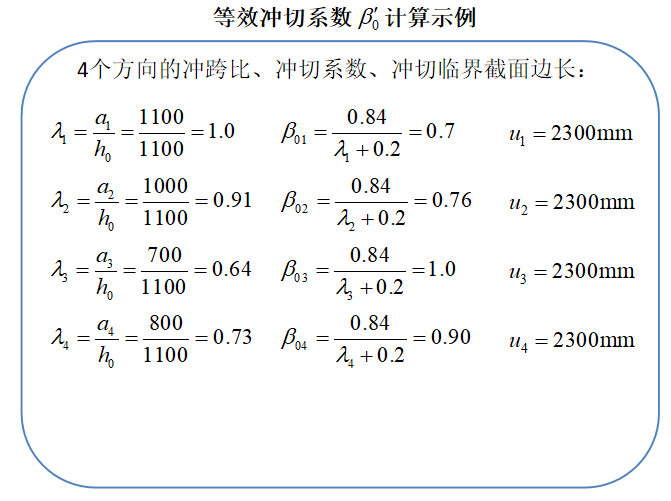 等效冲切系数 β₀′ 计算示例
4个方向的冲跨比、冲切系数、冲切临界截面边长：
λ₁ = a₁/h₀ = 1100/1100 = 1.0 β₀₁ = 0.84/(λ₁ + 0.2) = 0.7 u₁ = 2300mm
λ₂ = a₂/h₀ = 1000/1100 = 0.91 β₀₂ = 0.84/(λ₂ + 0.2) = 0.76 u₂ = 2300mm
λ₃ = a₃/h₀ = 700/1100 = 0.64 β₀₃ = 0.84/(λ₃ + 0.2) = 1.0 u₃ = 2300mm
λ₄ = a₄/h₀ = 800/1100 = 0.73 β₀₄ = 0.84/(λ₄ + 0.2) = 0.90 u₄ = 2300mm